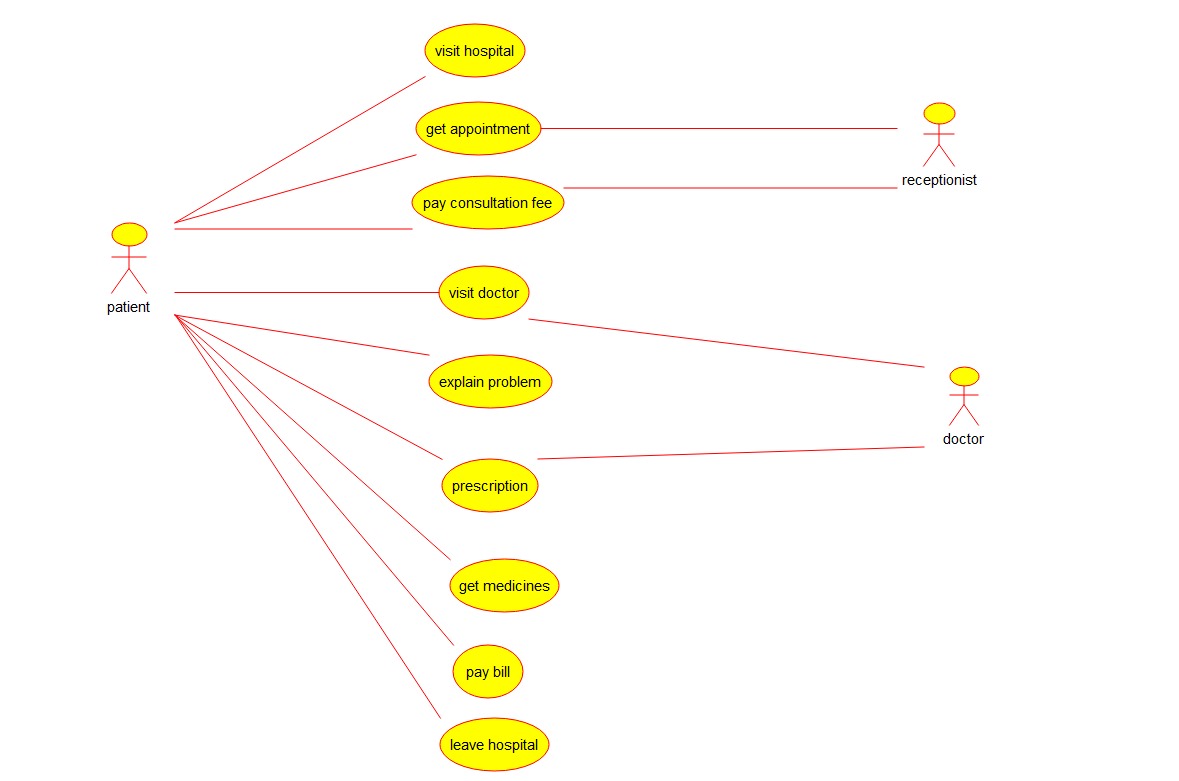 visit hospital
get appointment
receptionist
pay consultation fee
patient
visit doctor
explain problem
doctor
prescription
get medicines
pay bill
leave hospital